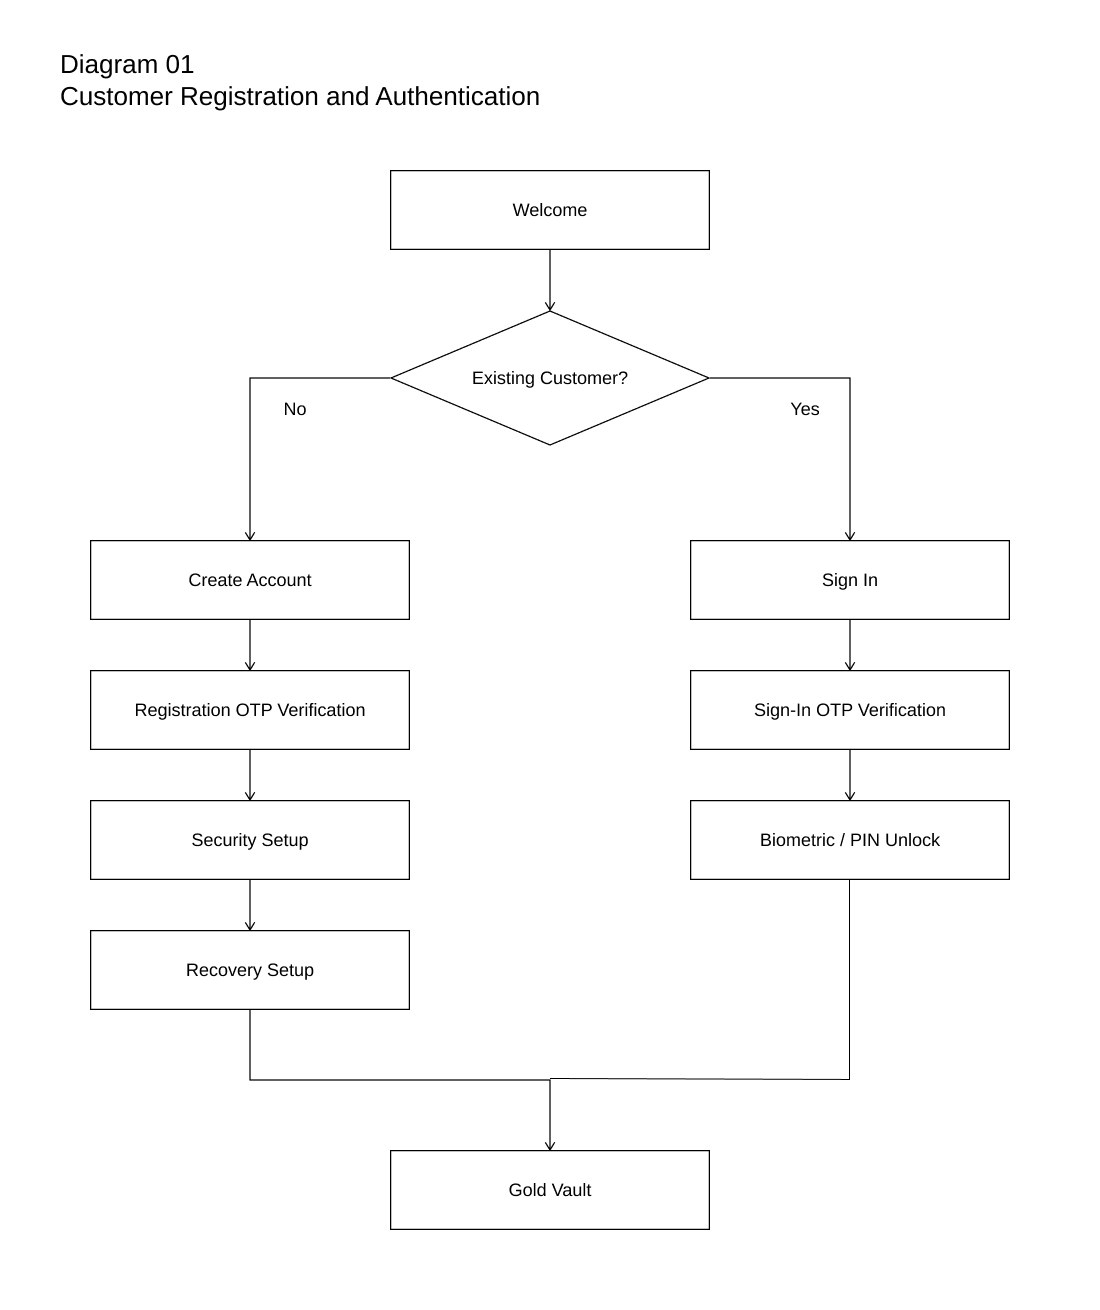 Diagram 01
Customer Registration and Authentication
Welcome
Existing Customer?
No
Yes
Create Account
Sign In
Registration OTP Verification
Sign-In OTP Verification
Security Setup
Biometric / PIN Unlock
Recovery Setup
Gold Vault